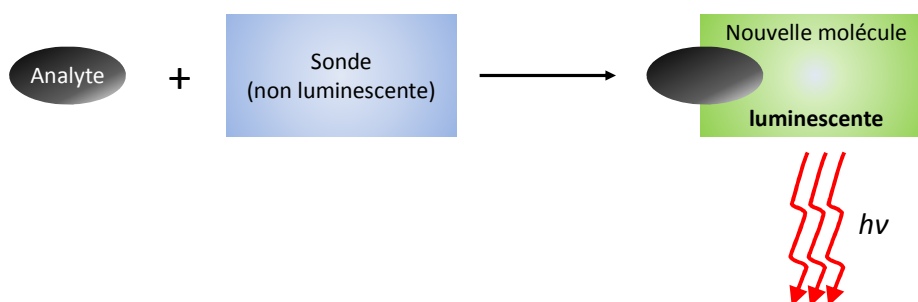 Analyte
+
Sonde
(non luminescente)
Nouvelle molécule
luminescente
hν